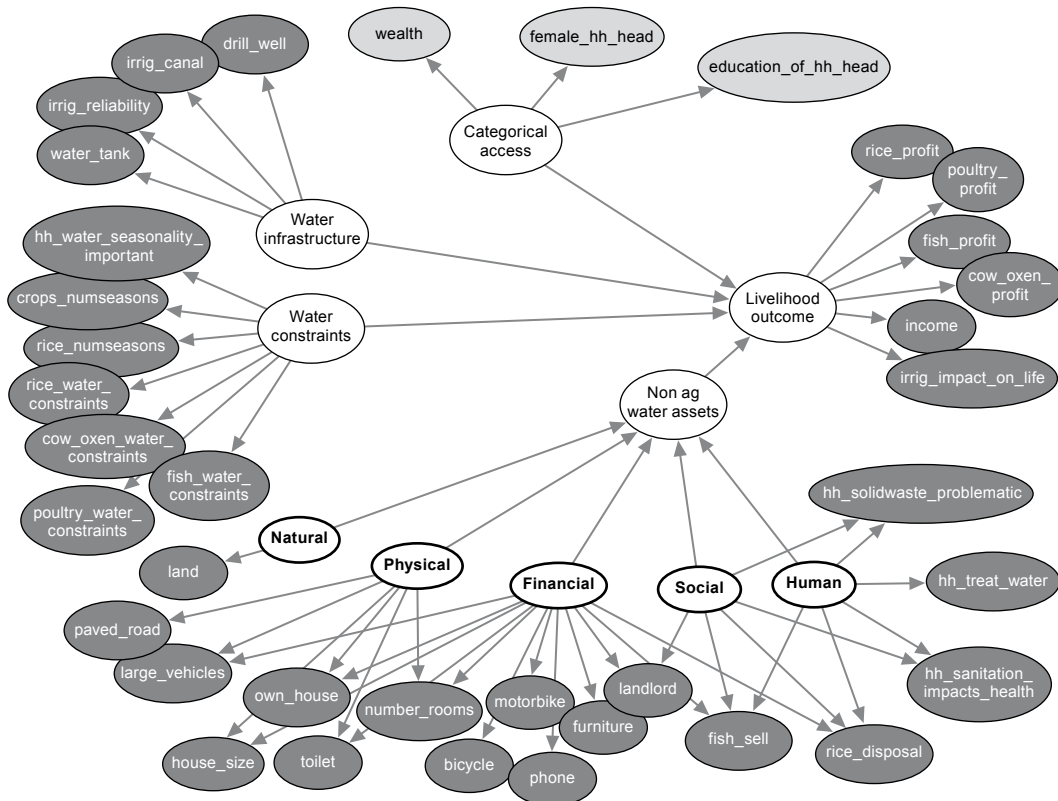 wealth
female_hh_head
education_of_hh_head
drill_well
irrig_canal
irrig_reliability
water_tank
Categorical
access
rice_profit
poultry_
profit
fish_profit
cow_oxen_
profit
income
irrig_impact_on_life
Water
infrastructure
Livelihood
outcome
hh_water_seasonality_
important
crops_numseasons
rice_numseasons
rice_water_
constraints
cow_oxen_water_
constraints
fish_water_
constraints
poultry_water_
constraints
Water
constraints
Non ag
water assets
Natural
Physical
Financial
Social
Human
hh_solidwaste_problematic
hh_treat_water
hh_sanitation_
impacts_health
land
paved_road
large_vehicles
own_house
number_rooms
motorbike
furniture
landlord
house_size
toilet
bicycle
phone
fish_sell
rice_disposal